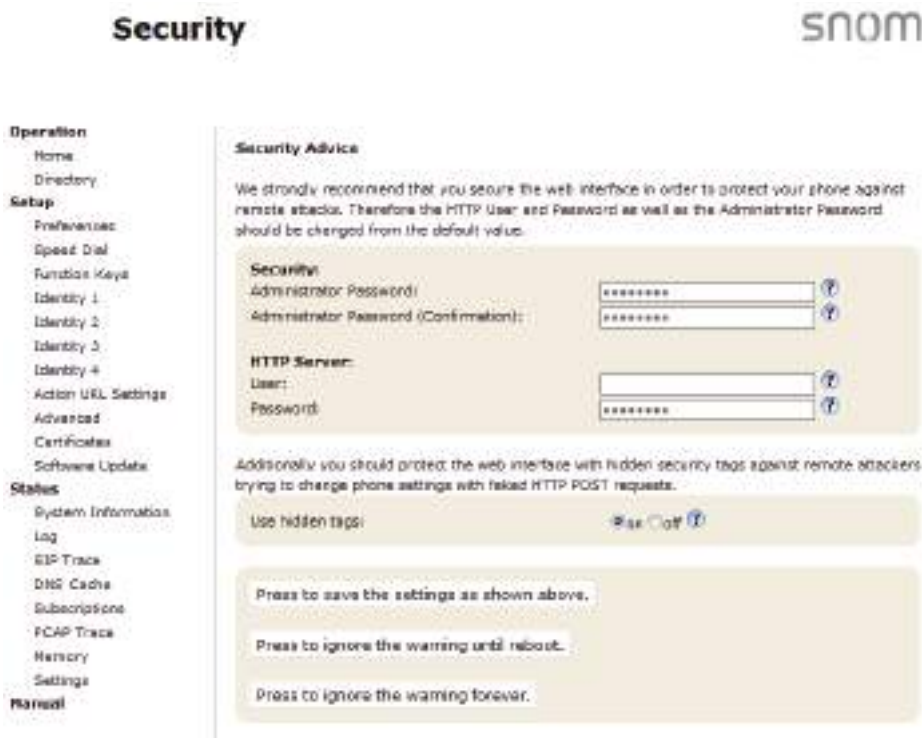 Security
snom
Operation
Home
Directory
Setup
Preferences
Speed Dial
Function Keys
Identity 1
Identity 2
Identity 3
Identity 4
Action URL Settings
Advanced
Certificates
Software Update
Status
System Information
Log
SIP Trace
DNS Cache
Subscriptions
PCAP Trace
Memory
Settings
Manual
Security Advice
We strongly recommend that you secure the web interface in order to protect your phone against
remote attacks. Therefore the HTTP User and Password as well as the Administrator Password
should be changed from the default value.
Security:
Administrator Password: ******** ?
Administrator Password (Confirmation): ******** ?
HTTP Server:
User: ?
Password: ******** ?
Additionally you should protect the web interface with hidden security tags against remote attackers
trying to change phone settings with faked HTTP POST requests.
Use hidden tags: on off ?
Press to save the settings as shown above.
Press to ignore the warning until reboot.
Press to ignore the warning forever.